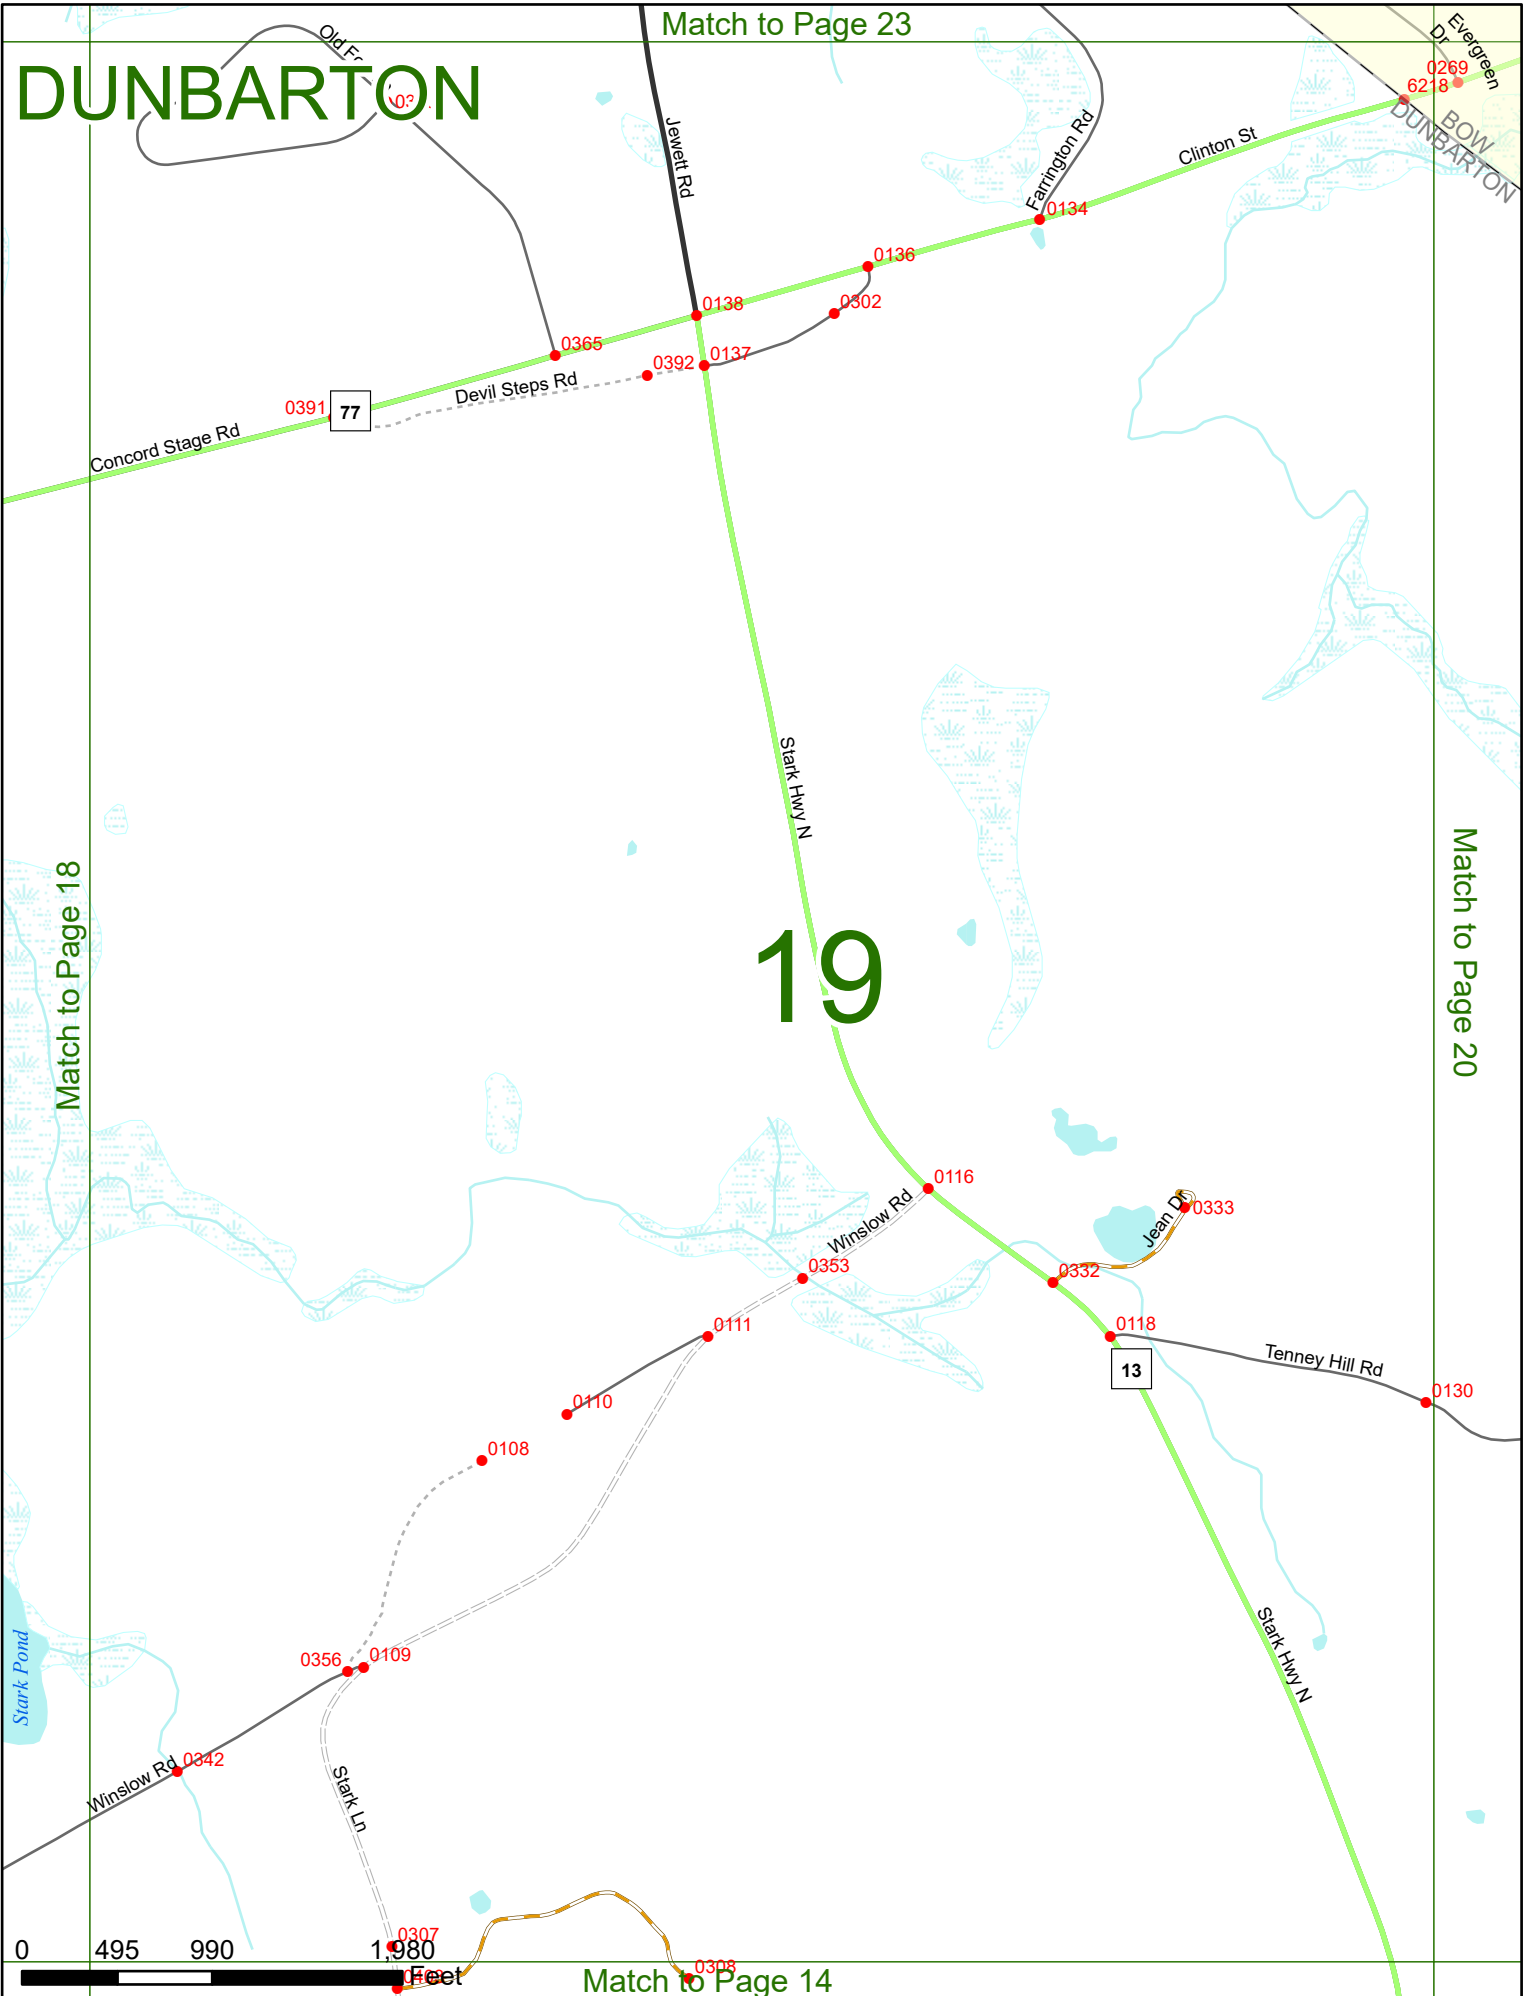 Match to Page 23
DUNBARTON
Jewett Rd
Farrington Rd
Clinton St
Evergreen
Dr
0269
6218
BOW
DUNBARTON
0134
0136
0302
0138
0137
0365
0392
Devil Steps Rd
0391
77
Concord Stage Rd
Stark Hwy N
Match to Page 18
19
Match to Page 20
0116
Winslow Rd
0353
0111
0110
0108
Jean Dr
0333
0332
0118
13
Tenney Hill Rd
0130
0356
0109
Stark Pond
Winslow Rd
0342
Stark Ln
Stark Hwy N
0307
0 495 990 1,980
Feet
0308
Match to Page 14